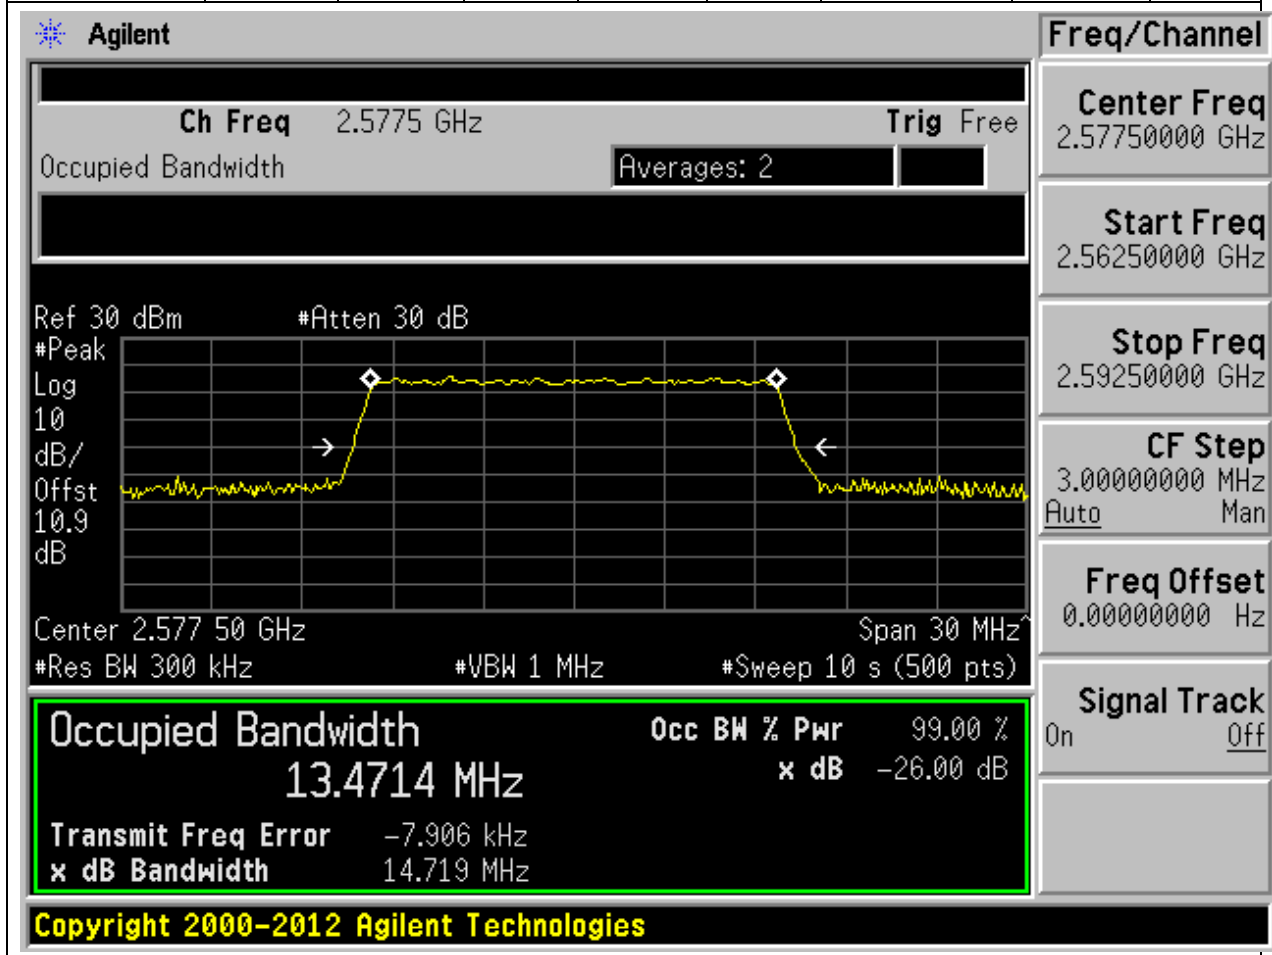 Agilent
Freq/Channel
Ch Freq 2.5775 GHz Trig Free
Occupied Bandwidth Averages: 2
Center Freq
2.57750000 GHz
Start Freq
2.56250000 GHz
Stop Freq
2.59250000 GHz
CF Step
3.00000000 MHz
Auto Man
Freq Offset
0.00000000 Hz
Signal Track
On Off
Ref 30 dBm #Atten 30 dB
#Peak
Log
10
dB/
Offst
10.9
dB
Center 2.577 50 GHz Span 30 MHz^
#Res BW 300 kHz #VBW 1 MHz #Sweep 10 s (500 pts)
Occupied Bandwidth Occ BW % Pwr 99.00 %
13.4714 MHz x dB -26.00 dB
Transmit Freq Error -7.906 kHz
x dB Bandwidth 14.719 MHz
Copyright 2000-2012 Agilent Technologies